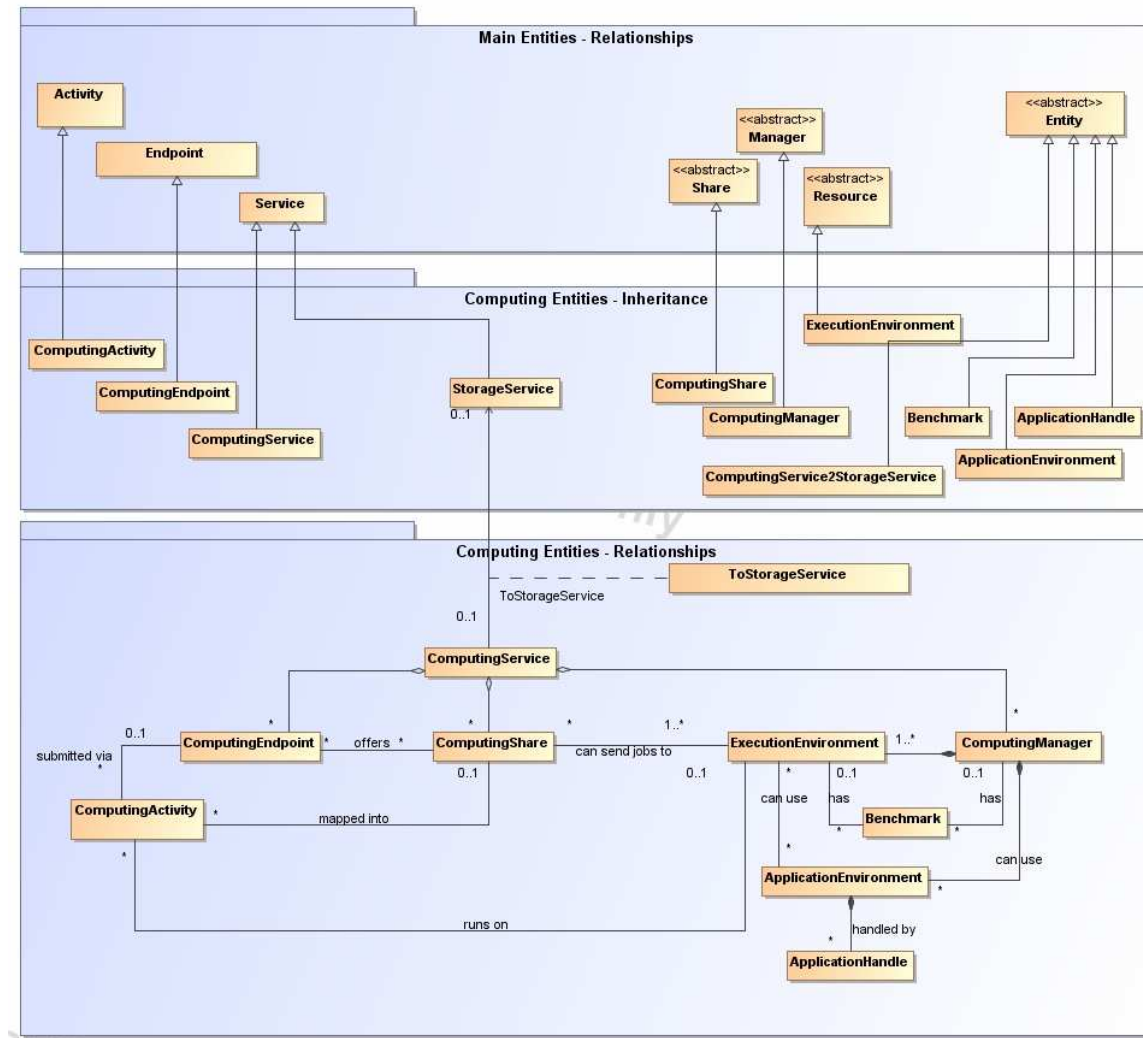 Main Entities - Relationships
Activity
<<abstract>>
Entity
<<abstract>>
Manager
Endpoint
<<abstract>>
Share
<<abstract>>
Resource
Service
Computing Entities - Inheritance
ExecutionEnvironment
ComputingActivity
ComputingEndpoint
StorageService
ComputingShare
0..1
ComputingManager
Benchmark
ApplicationHandle
ComputingService
ApplicationEnvironment
ComputingService2StorageService
my
Computing Entities - Relationships
ToStorageService
ToStorageService
0..1
ComputingService
* * * 1..* *
0..1
ComputingEndpoint
* offers *
ComputingShare
can send jobs to
ExecutionEnvironment
1..*
ComputingManager
submitted via
*
0..1
0..1
*
0..1
0..1
can use
has
has
ComputingActivity
*
mapped into
*
Benchmark
*
*
*
can use
ApplicationEnvironment
*
runs on
handled by
*
ApplicationHandle